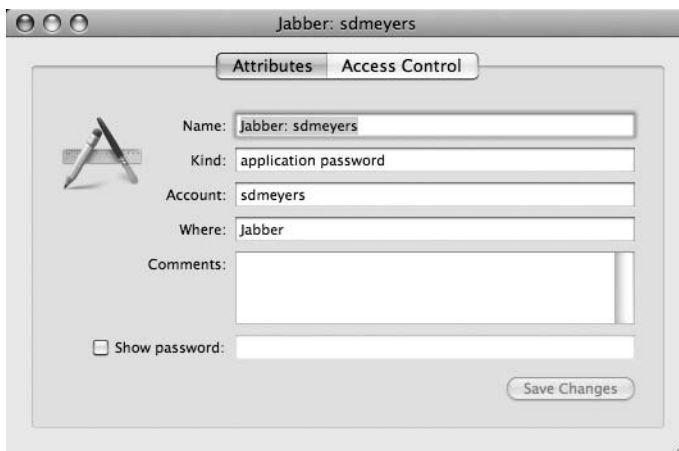 Jabber: sdmeyers
Attributes Access Control
Name: Jabber: sdmeyers
Kind: application password
Account: sdmeyers
Where: Jabber
Comments:
Show password:
Save Changes